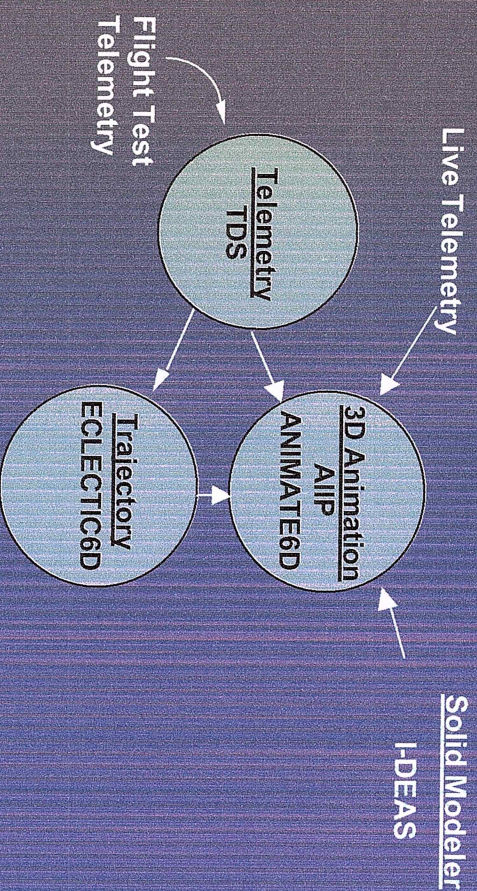 Live Telemetry
Solid Modeler
I-DEAS
3D Animation
AIIP
ANIMATE6D
Telemetry
TDS
Flight Test
Telemetry
Trajectory
ECLECTIC6D